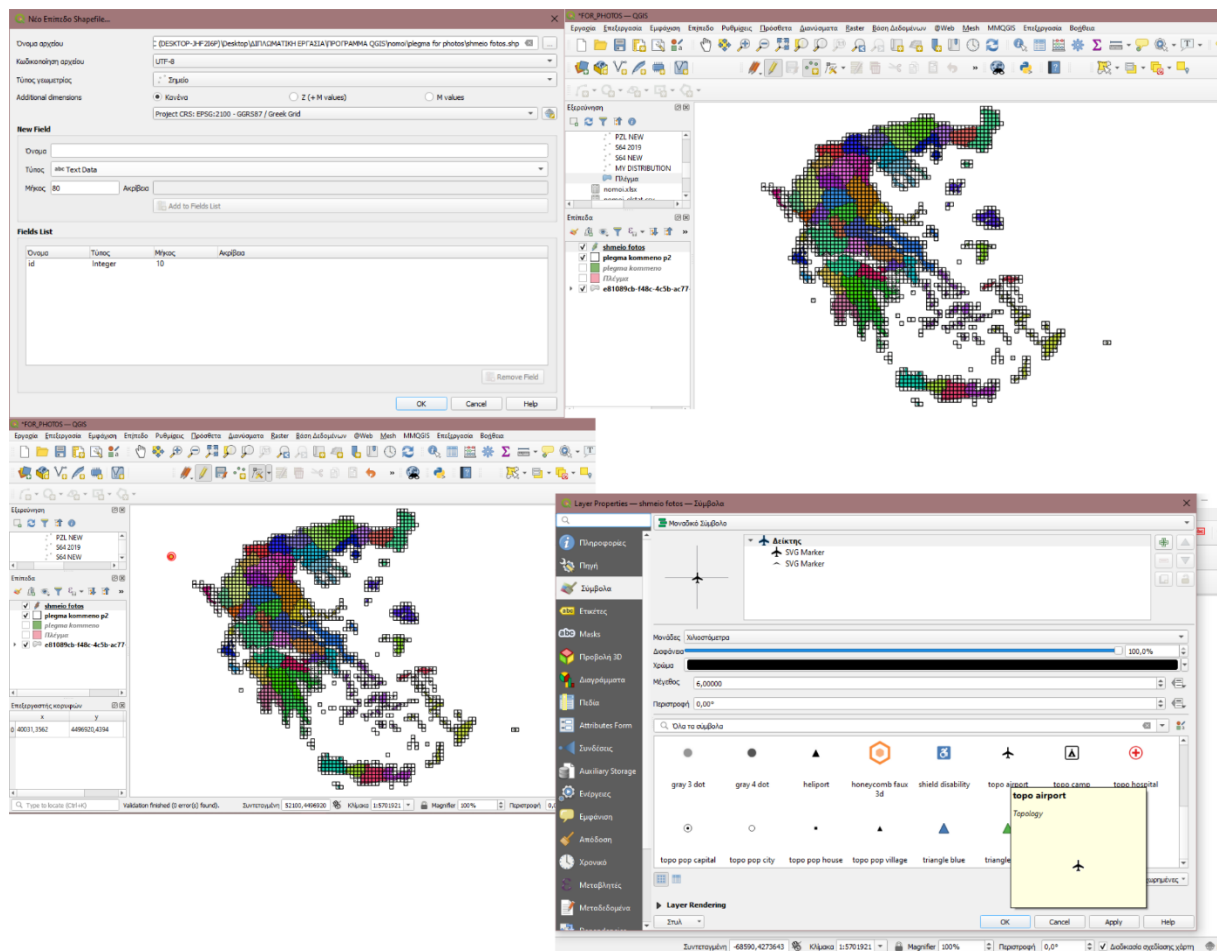 Νέο Επίπεδο Shapefile...
Όνομα αρχείου
: (DESKTOP-JHF2I6P)\Desktop\ΔΙΠΛΩΜΑΤΙΚΗ ΕΡΓΑΣΙΑ\ΠΡΟΓΡΑΜΜΑ QGIS\nomoi\plegma for photos\shmeio fotos.shp
...
Κωδικοποίηση αρχείου
UTF-8
Τύπος γεωμετρίας
Σημείο
Additional dimensions
Κανένα
Z (+ M values)
M values
Project CRS: EPSG:2100 - GGRS87 / Greek Grid
New Field
Όνομα
Τύπος
abc Text Data
Μήκος
80
Ακρίβεια
Add to Fields List
Fields List
Όνομα Τύπος Μήκος Ακρίβεια
id Integer 10
Remove Field
OK Cancel Help
*FOR_PHOTOS — QGIS
Εργασία Επεξεργασία Εμφάνιση Επίπεδο Ρυθμίσεις Πρόσθετα Διανύσματα Raster Βάση Δεδομένων @Web Mesh MMQGIS Επεξεργασία Βοήθεια
Εξερεύνηση
PZL NEW
S64 2019
S64 NEW
MY DISTRIBUTION
Πλέγμα
nomoi.xlsx
Επίπεδα
shmeio fotos
plegma kommeno p2
plegma kommeno
Πλέγμα
e81089cb-f48c-4c5b-ac77-
*FOR_PHOTOS — QGIS
Εργασία Επεξεργασία Εμφάνιση Επίπεδο Ρυθμίσεις Πρόσθετα Διανύσματα Raster Βάση Δεδομένων @Web Mesh MMQGIS Επεξεργασία Βοήθεια
Εξερεύνηση
PZL NEW
S64 2019
S64 NEW
Επίπεδα
shmeio fotos
plegma kommeno p2
plegma kommeno
Πλέγμα
e81089cb-f48c-4c5b-ac77
Επεξεργαστής κορυφών
x y
0 40031,3562 4496920,4394
Type to locate (Ctrl+K)
Validation finished (0 error(s) found).
Συντεταγμένη 52100,4496920
Κλίμακα 1:5701921
Magnifier 100%
Περιστροφή 0,0
Layer Properties — shmeio fotos — Σύμβολα
Μοναδικό Σύμβολο
Πληροφορίες
Πηγή
Σύμβολα
Ετικέτες
Masks
Προβολή 3D
Διαγράμματα
Πεδία
Attributes Form
Συνδέσεις
Auxiliary Storage
Ενέργειες
Εμφάνιση
Απόδοση
Χρονικό
Μεταβλητές
Μεταδεδομένα
Δείκτης
SVG Marker
SVG Marker
Μονάδες
Χιλιοστόμετρα
Διαφάνεια
100,0%
Χρώμα
Μέγεθος
6,00000
Περιστροφή
0,00°
Όλα τα σύμβολα
gray 3 dot
gray 4 dot
heliport
honeycomb faux 3d
shield disability
topo airport
topo camp
topo hospital
topo pop capital
topo pop city
topo pop house
topo pop village
triangle blue
triangle
topo airport
Topology
Layer Rendering
Στυλ
OK Cancel Apply Help
Συντεταγμένη -68590,4273643
Κλίμακα 1:5701921
Magnifier 100%
Περιστροφή 0,0°
Διαδικασία σχεδίασης χάρτη